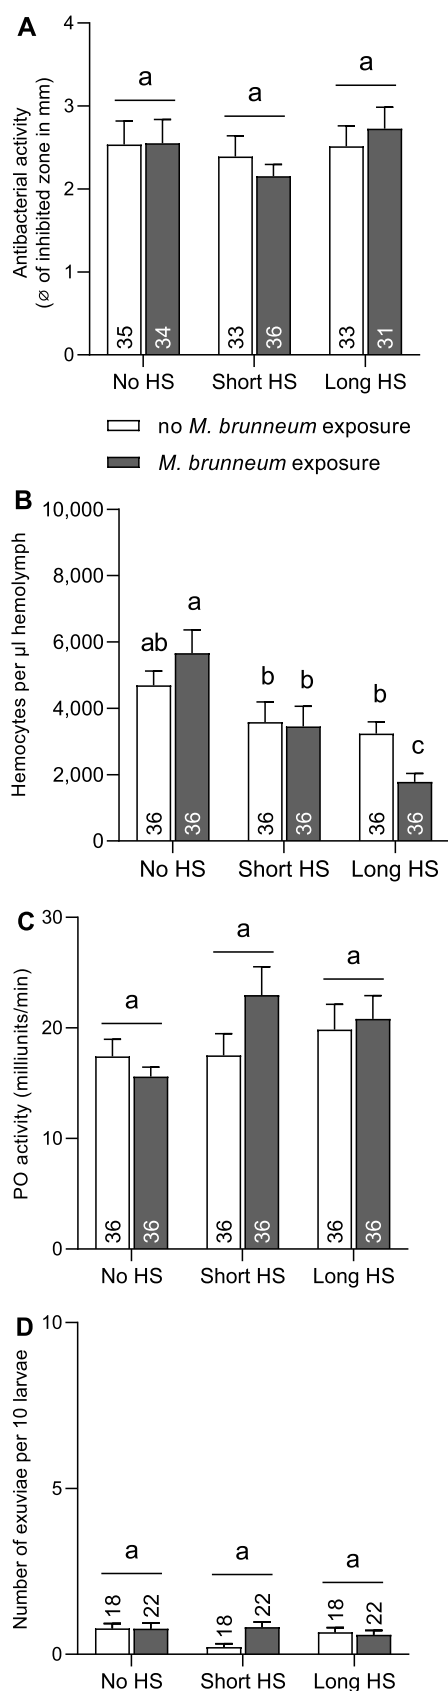 A
Antibacterial activity
(⌀ of inhibited zone in mm)
4
3
2
1
0
a
a
a
35
34
33
36
33
31
No HS
Short HS
Long HS
no M. brunneum exposure
M. brunneum exposure
B
Hemocytes per µl hemolymph
10,000
8,000
6,000
4,000
2,000
0
ab
a
b
b
b
c
36
36
36
36
36
36
No HS
Short HS
Long HS
C
PO activity (milliunits/min)
30
20
10
0
a
a
a
36
36
36
36
36
36
No HS
Short HS
Long HS
D
Number of exuviae per 10 larvae
10
5
0
a
a
a
18
22
18
22
18
22
No HS
Short HS
Long HS